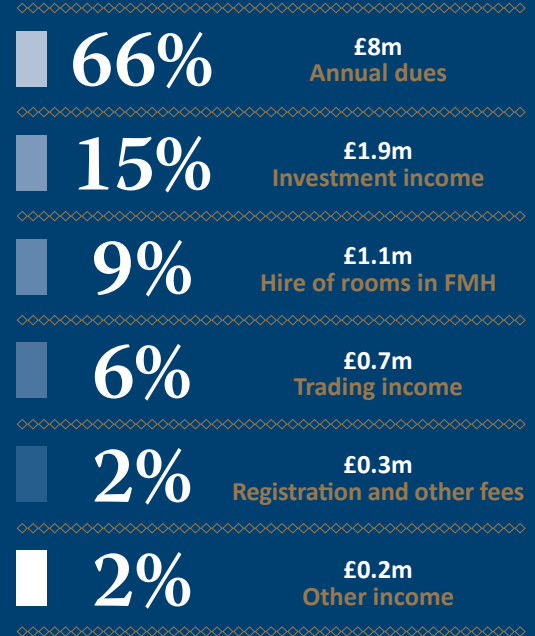 66%
£8m
Annual dues
15%
£1.9m
Investment income
9%
£1.1m
Hire of rooms in FMH
6%
£0.7m
Trading income
2%
£0.3m
Registration and other fees
2%
£0.2m
Other income